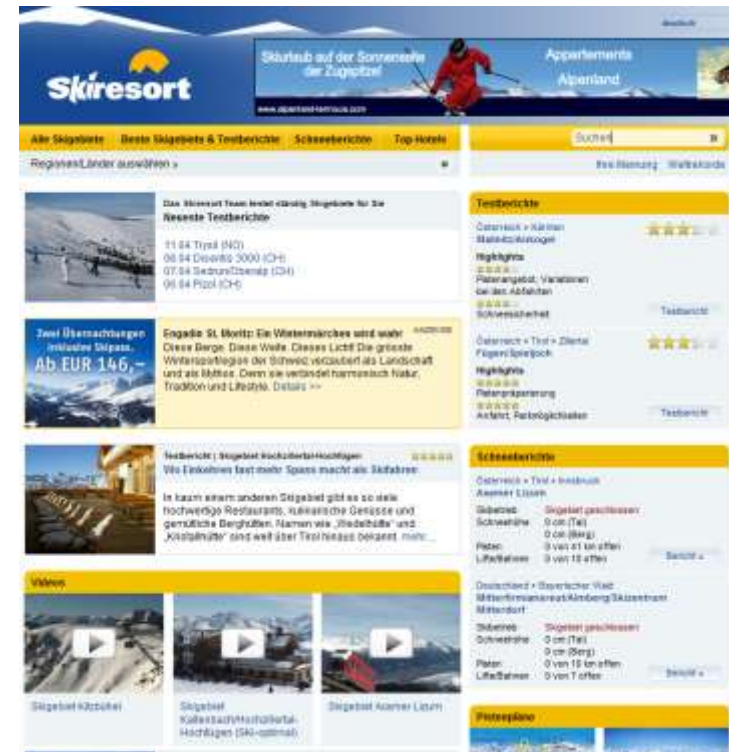 deutsch
Skiresort
Skiurlaub auf der Sonnenseite
der Zugspitze!
Appartements
Alpenland
Alle Skigebiete Beste Skigebiete & Testberichte Schneeberichte Top-Hotels
Suchen »
Regionen/Länder auswählen »
Ihre Meinung Weltrekorde
Das Skiresort Team testet ständig Skigebiete für Sie
Neueste Testberichte
11.04 Trysil (NO)
08.04 Disentis 3000 (CH)
07.04 Sedrun/Oberalp (CH)
06.04 Pizol (CH)
Zwei Übernachtungen
inklusive Skipass.
Ab EUR 146,–
Engadin St. Moritz: Ein Wintermärchen wird wahr
ANZEIGE
Diese Berge. Diese Weite. Dieses Licht! Die grösste
Wintersportregion der Schweiz verzaubert als Landschaft
und als Mythos. Denn sie verbindet harmonisch Natur,
Tradition und Lifestyle. Details >>
Testbericht | Skigebiet Hochzillertal-Hochfügen
Wo Einkehren fast mehr Spass macht als Skifahren
In kaum einem anderen Skigebiet gibt es so viele
hochwertige Restaurants, kulinarische Genüsse und
gemütliche Berghütten. Namen wie „Wedelhütte“ und
„Kristallhütte“ sind weit über Tirol hinaus bekannt. mehr...
Videos
Skigebiet Kitzbühel
Skigebiet
Kaltenbach/Hochzillertal-
Hochfügen (Ski-optimal)
Skigebiet Axamer Lizum
Testberichte
Österreich » Kärnten
Mallnitz/Ankogel
Highlights
Pistenangebot, Variationen
bei den Abfahrten
Schneesicherheit
Testbericht
Österreich » Tirol » Zillertal
Fügen/Spieljoch
Highlights
Pistenpräparierung
Anfahrt, Parkmöglichkeiten
Testbericht
Schneeberichte
Österreich » Tirol » Innsbruck
Axamer Lizum
Skibetrieb Skigebiet geschlossen
Schneehöhe 0 cm (Tal)
0 cm (Berg)
Pisten 0 von 41 km offen
Lifte/Bahnen 0 von 10 offen
Bericht »
Deutschland » Bayerischer Wald
Mitterfirmiansreut/Almberg/Skizentrum
Mitterdorf
Skibetrieb Skigebiet geschlossen
Schneehöhe 0 cm (Tal)
0 cm (Berg)
Pisten 0 von 10 km offen
Lifte/Bahnen 0 von 7 offen
Bericht »
Pistenpläne